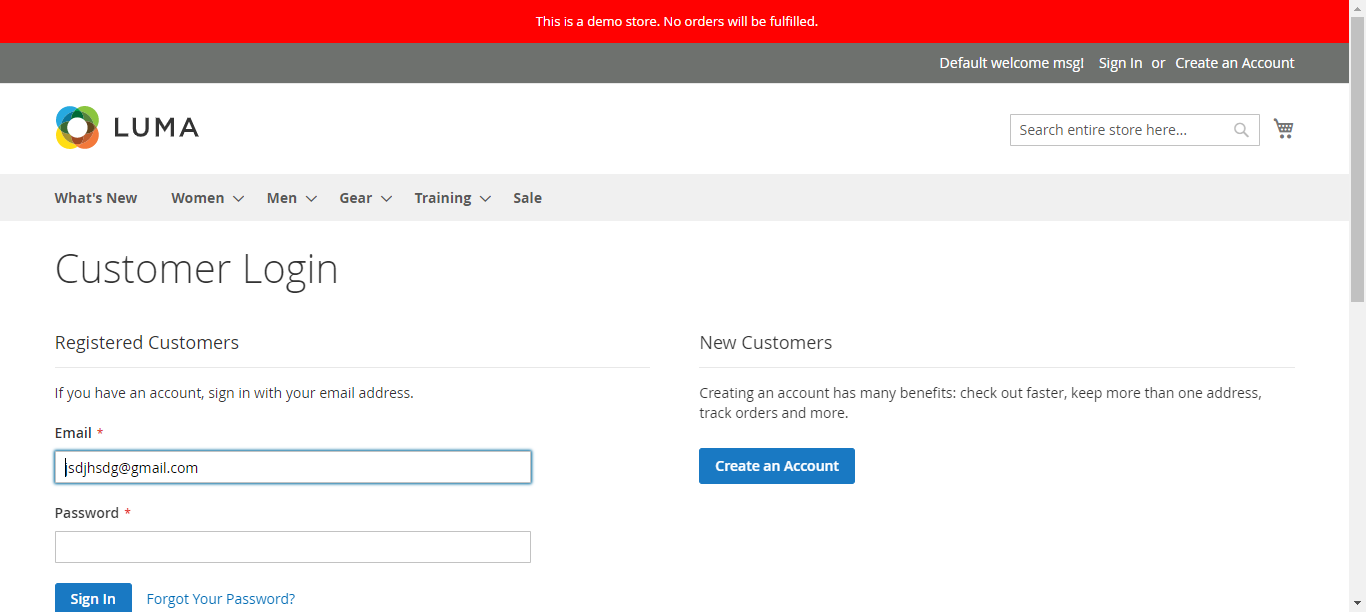 This is a demo store. No orders will be fulfilled.
Default welcome msg! Sign In or Create an Account
LUMA
Search entire store here...
What's New Women Men Gear Training Sale
Customer Login
Registered Customers
If you have an account, sign in with your email address.
Email *
jsdjhsdg@gmail.com
Password *
Sign In Forgot Your Password?
New Customers
Creating an account has many benefits: check out faster, keep more than one address,
track orders and more.
Create an Account